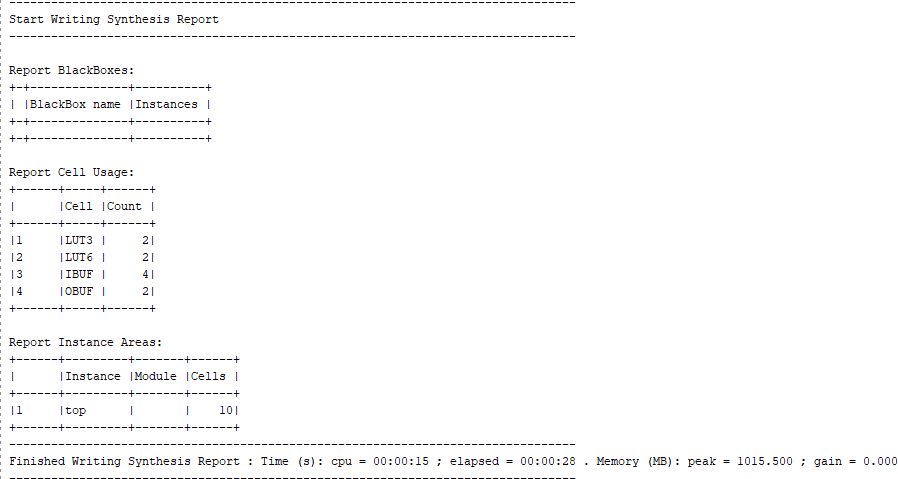 --------------------------------------------------------------------------------
Start Writing Synthesis Report
---------------------------------------------------------------------------------

Report BlackBoxes:
+-+--------------+----------+
| |BlackBox name |Instances |
+-+--------------+----------+
+-+--------------+----------+

Report Cell Usage:
+------+-----+------+
|      |Cell |Count |
+------+-----+------+
|1     |LUT3 |     2|
|2     |LUT6 |     2|
|3     |IBUF |     4|
|4     |OBUF |     2|
+------+-----+------+

Report Instance Areas:
+------+---------+-------+------+
|      |Instance |Module |Cells |
+------+---------+-------+------+
|1     |top      |       |    10|
+------+---------+-------+------+
---------------------------------------------------------------------------------
Finished Writing Synthesis Report : Time (s): cpu = 00:00:15 ; elapsed = 00:00:28 . Memory (MB): peak = 1015.500 ; gain = 0.000
---------------------------------------------------------------------------------